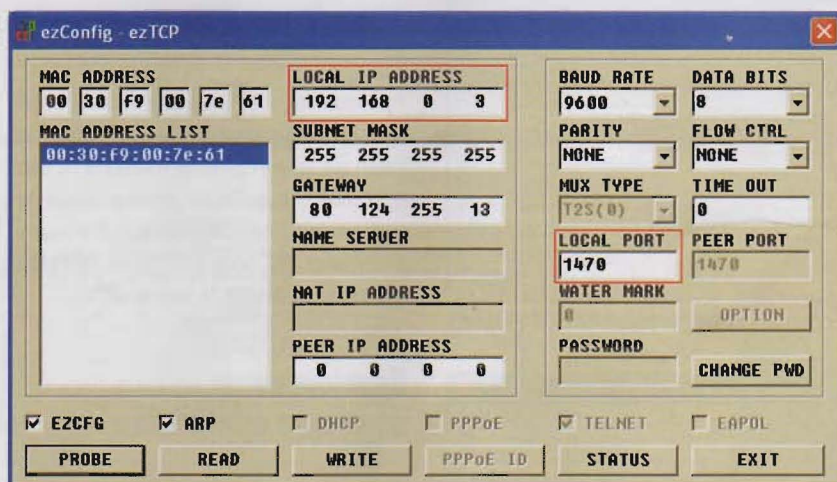 ezConfig - ezTCP
MAC ADDRESS
00 30 f9 00 7e 61
MAC ADDRESS LIST
00:30:f9:00:7e:61
LOCAL IP ADDRESS
192 168 0 3
SUBNET MASK
255 255 255 255
GATEWAY
80 124 255 13
NAME SERVER
NAT IP ADDRESS
PEER IP ADDRESS
0 0 0 0
BAUD RATE DATA BITS
9600 8
PARITY FLOW CTRL
NONE NONE
MUX TYPE TIME OUT
T2S(0) 0
LOCAL PORT PEER PORT
1470 1470
WATER MARK
0 OPTION
PASSWORD
CHANGE PWD
EZCFG ARP DHCP PPPoE TELNET EAPOL
PROBE READ WRITE PPPoE ID STATUS EXIT